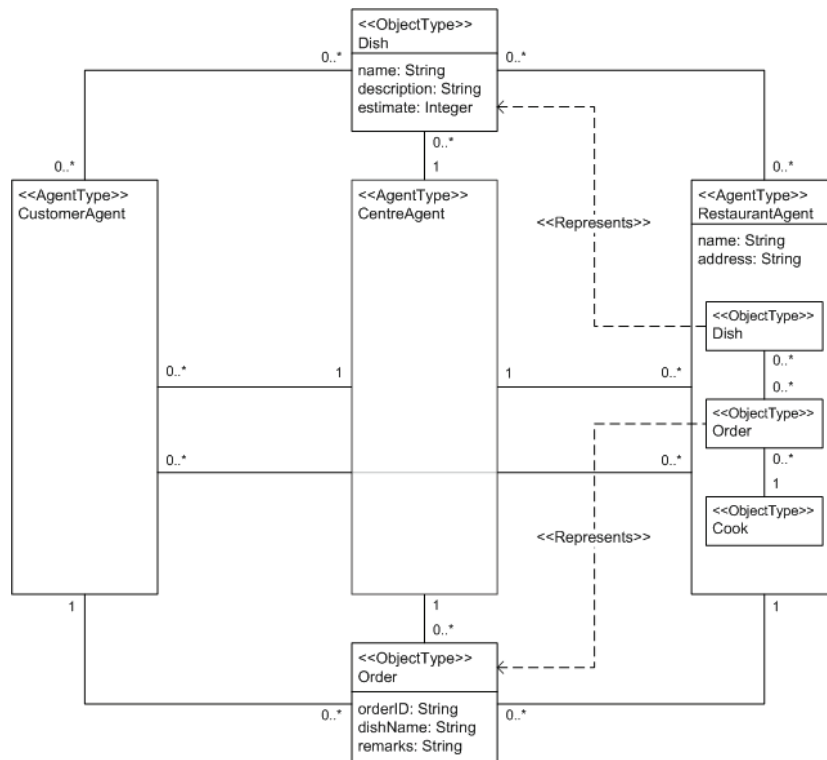 <<ObjectType>>
Dish
name: String
description: String
estimate: Integer
0..*
0..*
0..*
1
0..*
0..*
<<AgentType>>
CustomerAgent
<<AgentType>>
CentreAgent
<<AgentType>>
RestaurantAgent
name: String
address: String
<<Represents>>
<<ObjectType>>
Dish
0..*
0..*
1
1
0..*
0..*
<<ObjectType>>
Order
0..*
0..*
0..*
1
<<ObjectType>>
Cook
<<Represents>>
1
1
1
0..*
<<ObjectType>>
Order
orderID: String
dishName: String
remarks: String
0..*
0..*